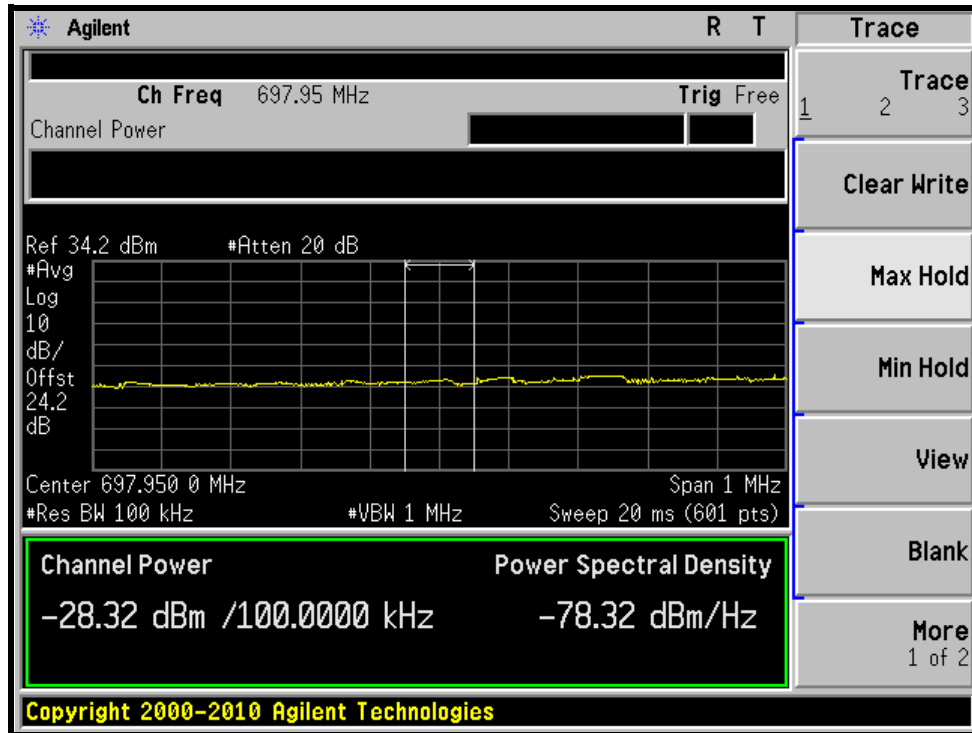 Agilent R T
Ch Freq 697.95 MHz Trig Free
Channel Power
Ref 34.2 dBm #Atten 20 dB
#Avg
Log
10
dB/
Offst
24.2
dB
Center 697.950 0 MHz Span 1 MHz
#Res BW 100 kHz #VBW 1 MHz Sweep 20 ms (601 pts)
Channel Power Power Spectral Density
-28.32 dBm /100.0000 kHz -78.32 dBm/Hz
Copyright 2000-2010 Agilent Technologies
Trace
Trace
1 2 3
Clear Write
Max Hold
Min Hold
View
Blank
More
1 of 2